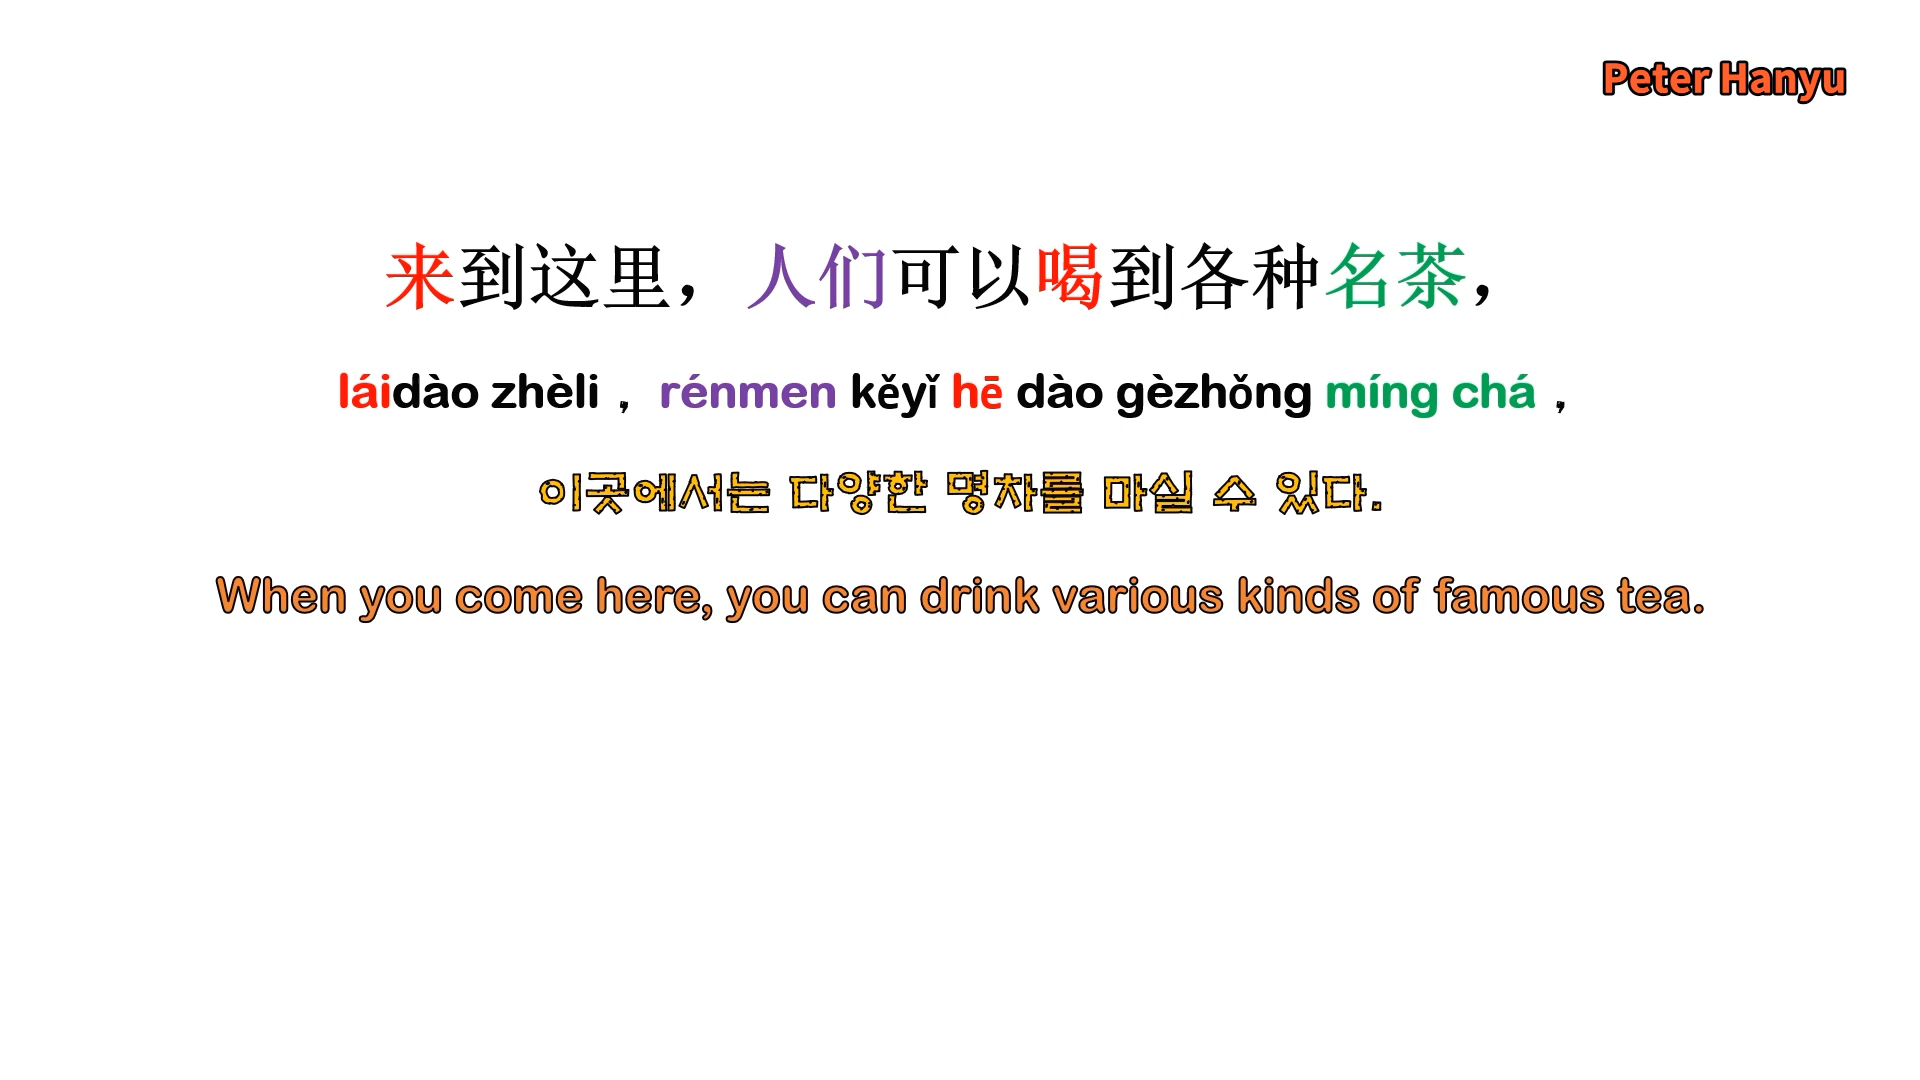 Peter Hanyu
来到这里，人们可以喝到各种名茶，
láidào zhèli， rénmen kěyǐ hē dào gèzhǒng míng chá，
이곳에서는 다양한 명차를 마실 수 있다.
When you come here, you can drink various kinds of famous tea.